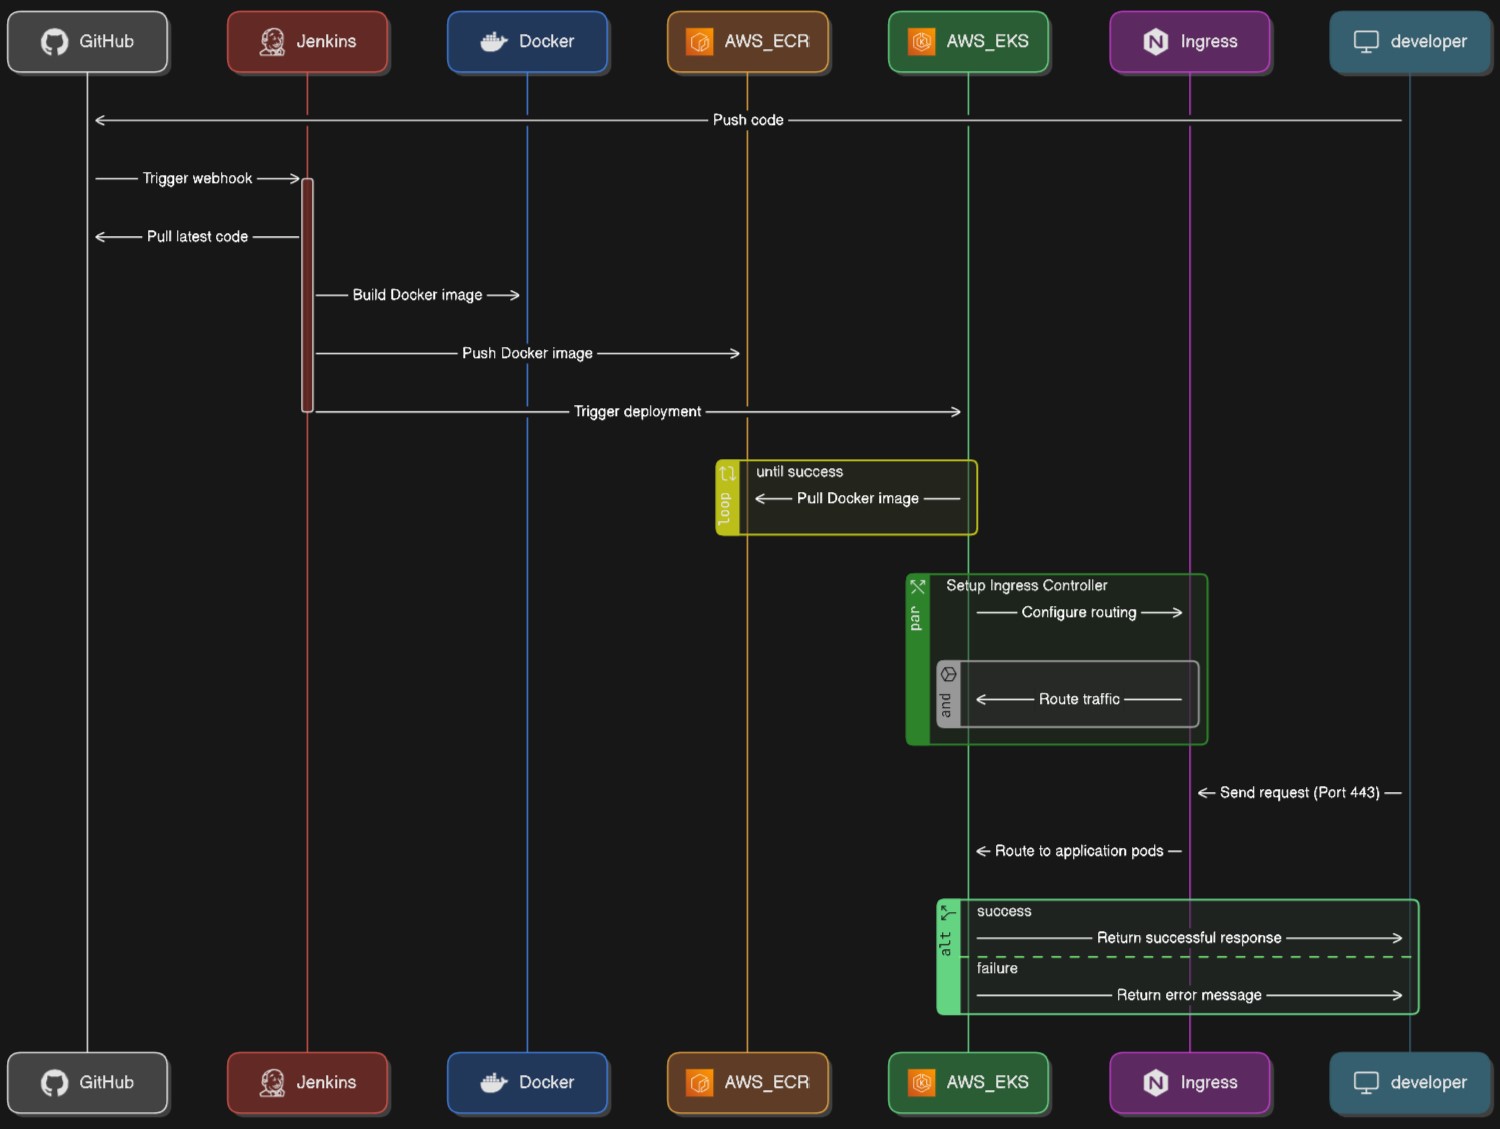 GitHub
Jenkins
Docker
AWS_ECR
AWS_EKS
Ingress
developer
Push code
Trigger webhook
Pull latest code
Build Docker image
Push Docker image
Trigger deployment
loop
until success
Pull Docker image
par
Setup Ingress Controller
Configure routing
and
Route traffic
Send request (Port 443)
Route to application pods
alt
success
Return successful response
failure
Return error message
GitHub
Jenkins
Docker
AWS_ECR
AWS_EKS
Ingress
developer